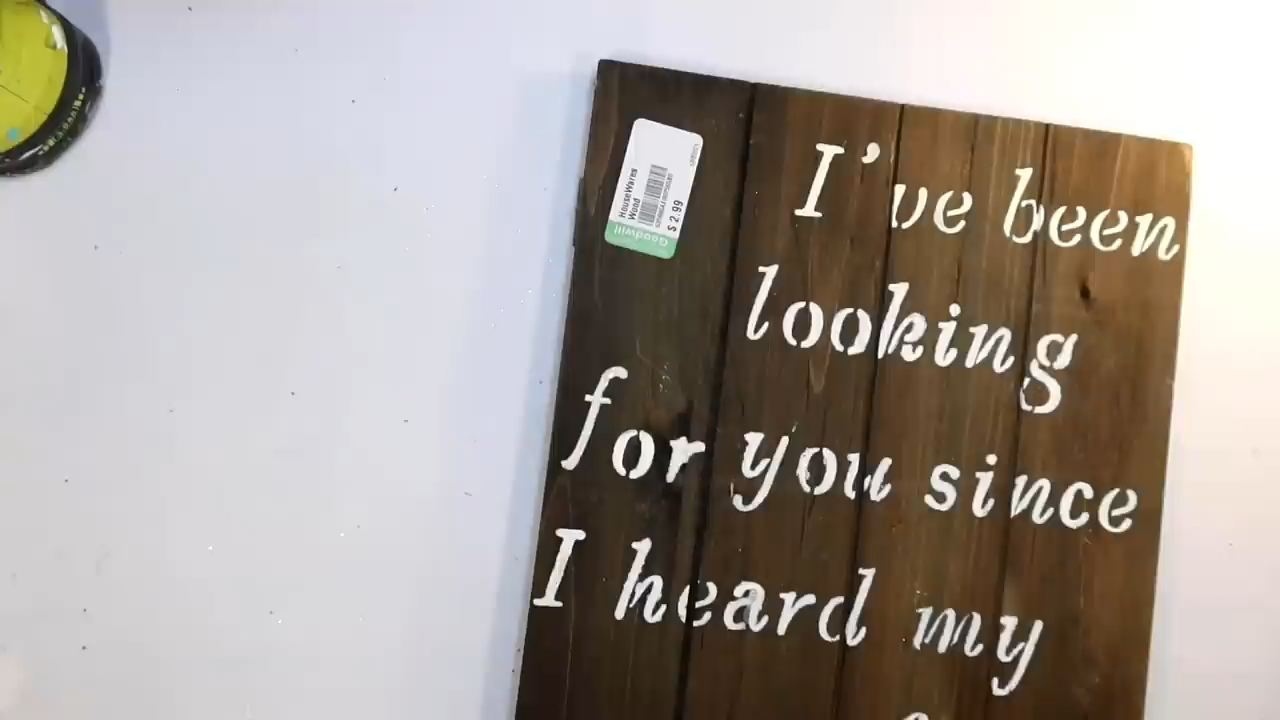 I've been
looking
for you since
I heard my
HouseWares
Wood
$ 2.99
Goodwill